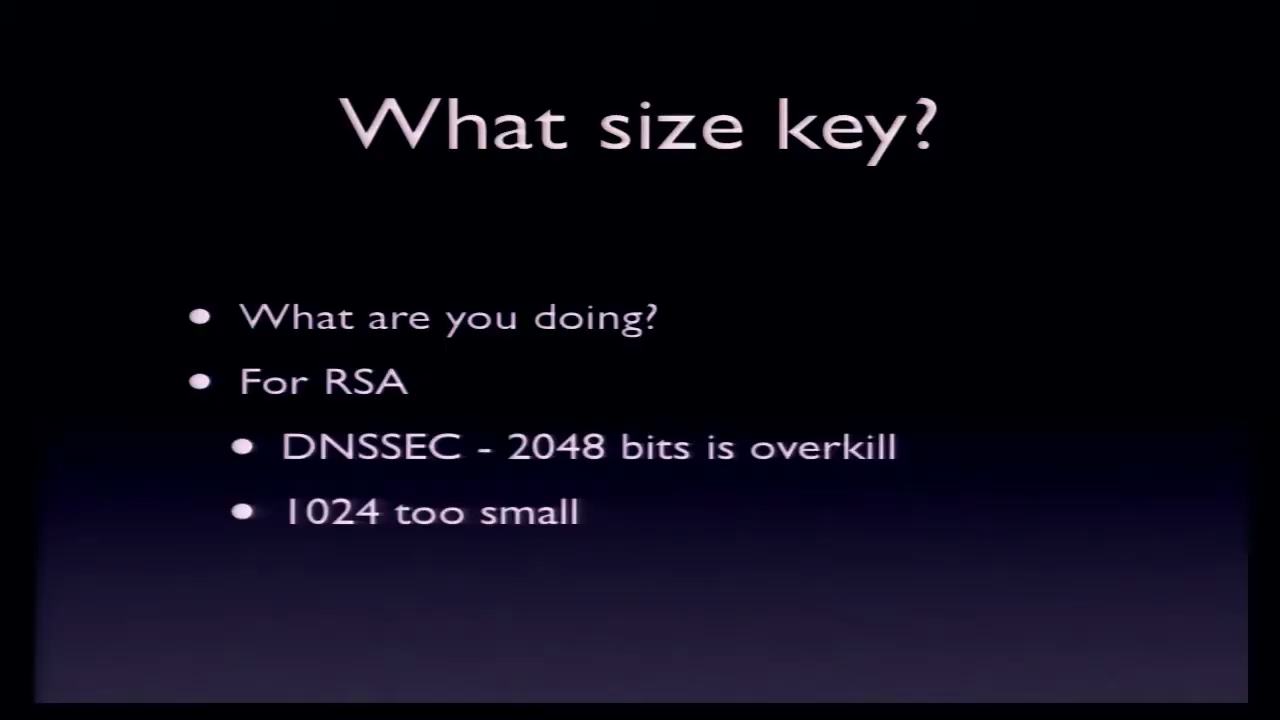 What size key?
What are you doing?
For RSA
DNSSEC - 2048 bits is overkill
1024 too small